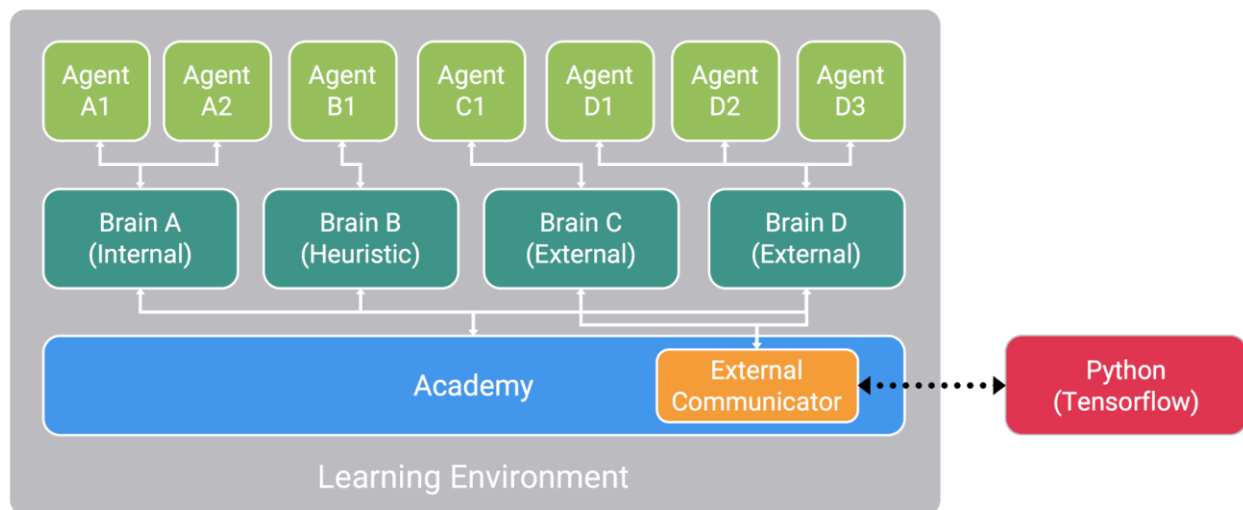 Agent
A1
Agent
A2
Agent
B1
Agent
C1
Agent
D1
Agent
D2
Agent
D3
Brain A
(Internal)
Brain B
(Heuristic)
Brain C
(External)
Brain D
(External)
Academy
External
Communicator
Python
(Tensorflow)
Learning Environment